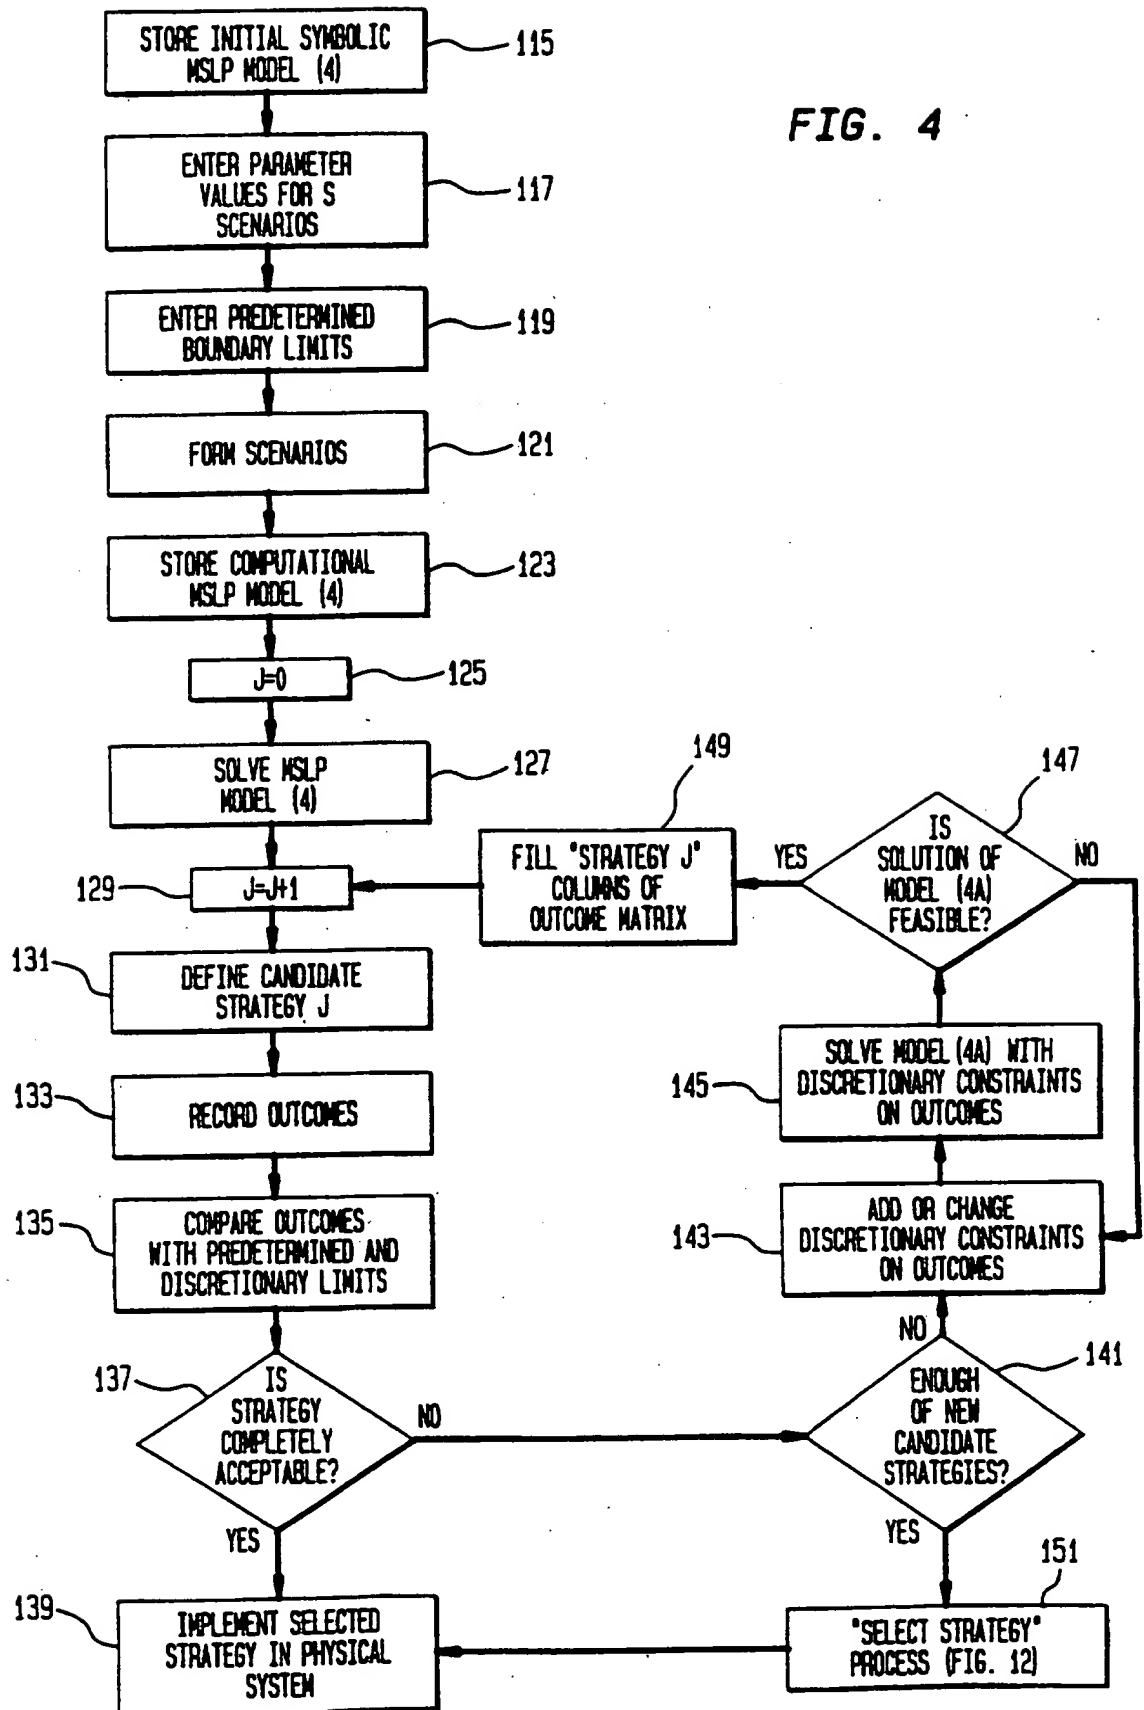 STORE INITIAL SYMBOLIC
MSLP MODEL (4)
115
FIG. 4
ENTER PARAMETER
VALUES FOR S
SCENARIOS
117
ENTER PREDETERMINED
BOUNDARY LIMITS
119
FORM SCENARIOS
121
STORE COMPUTATIONAL
MSLP MODEL (4)
123
J=0
125
SOLVE MSLP
MODEL (4)
127
J=J+1
129
DEFINE CANDIDATE
STRATEGY J
131
RECORD OUTCOMES
133
COMPARE OUTCOMES
WITH PREDETERMINED AND
DISCRETIONARY LIMITS
135
IS
STRATEGY
COMPLETELY
ACCEPTABLE?
137
NO
YES
IMPLEMENT SELECTED
STRATEGY IN PHYSICAL
SYSTEM
139
149
FILL "STRATEGY J"
COLUMNS OF
OUTCOME MATRIX
147
IS
SOLUTION OF
MODEL (4A)
FEASIBLE?
YES
NO
SOLVE MODEL (4A) WITH
DISCRETIONARY CONSTRAINTS
ON OUTCOMES
145
ADD OR CHANGE
DISCRETIONARY CONSTRAINTS
ON OUTCOMES
143
NO
141
ENOUGH
OF NEW
CANDIDATE
STRATEGIES?
YES
151
"SELECT STRATEGY"
PROCESS (FIG. 12)